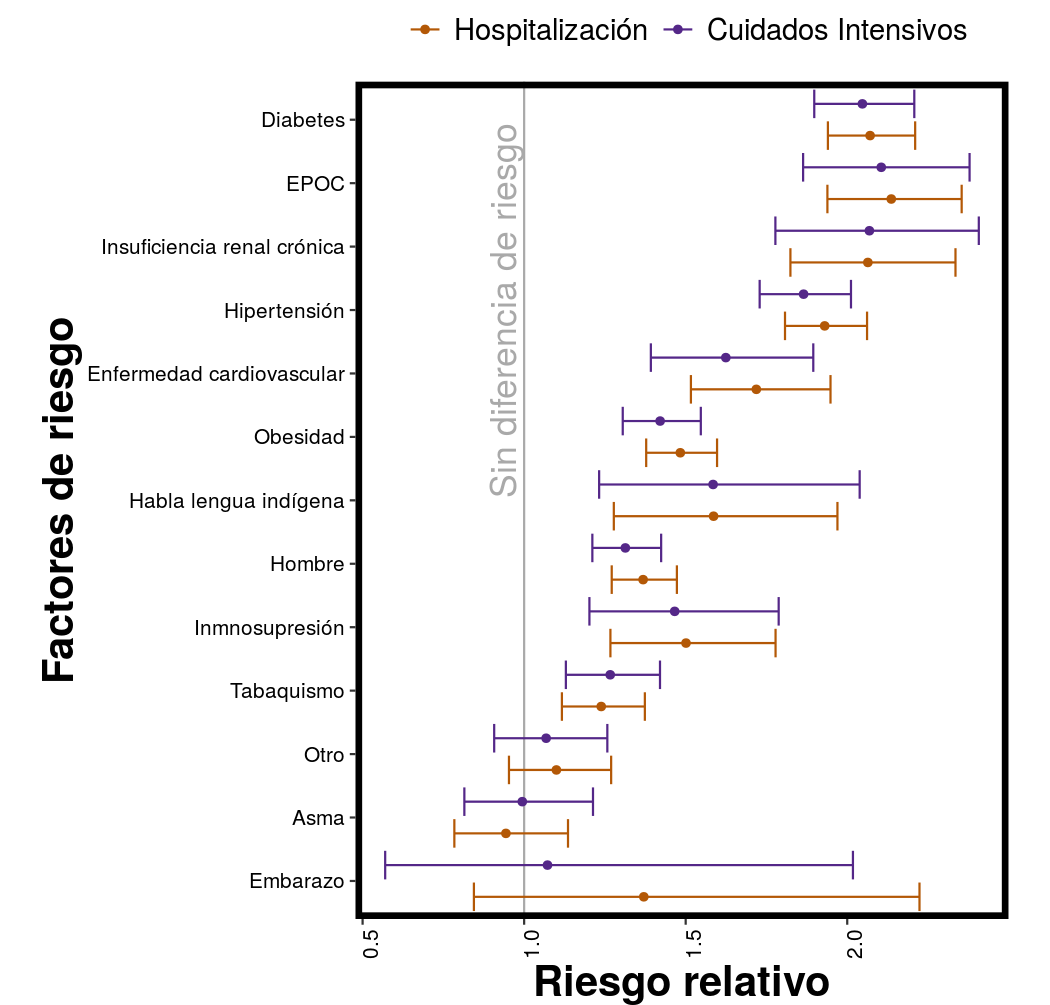 Hospitalización Cuidados Intensivos
Factores de riesgo
Diabetes
EPOC
Insuficiencia renal crónica
Hipertensión
Enfermedad cardiovascular
Obesidad
Habla lengua indígena
Hombre
Inmnosupresión
Tabaquismo
Otro
Asma
Embarazo
Sin diferencia de riesgo
0.5 1.0 1.5 2.0
Riesgo relativo